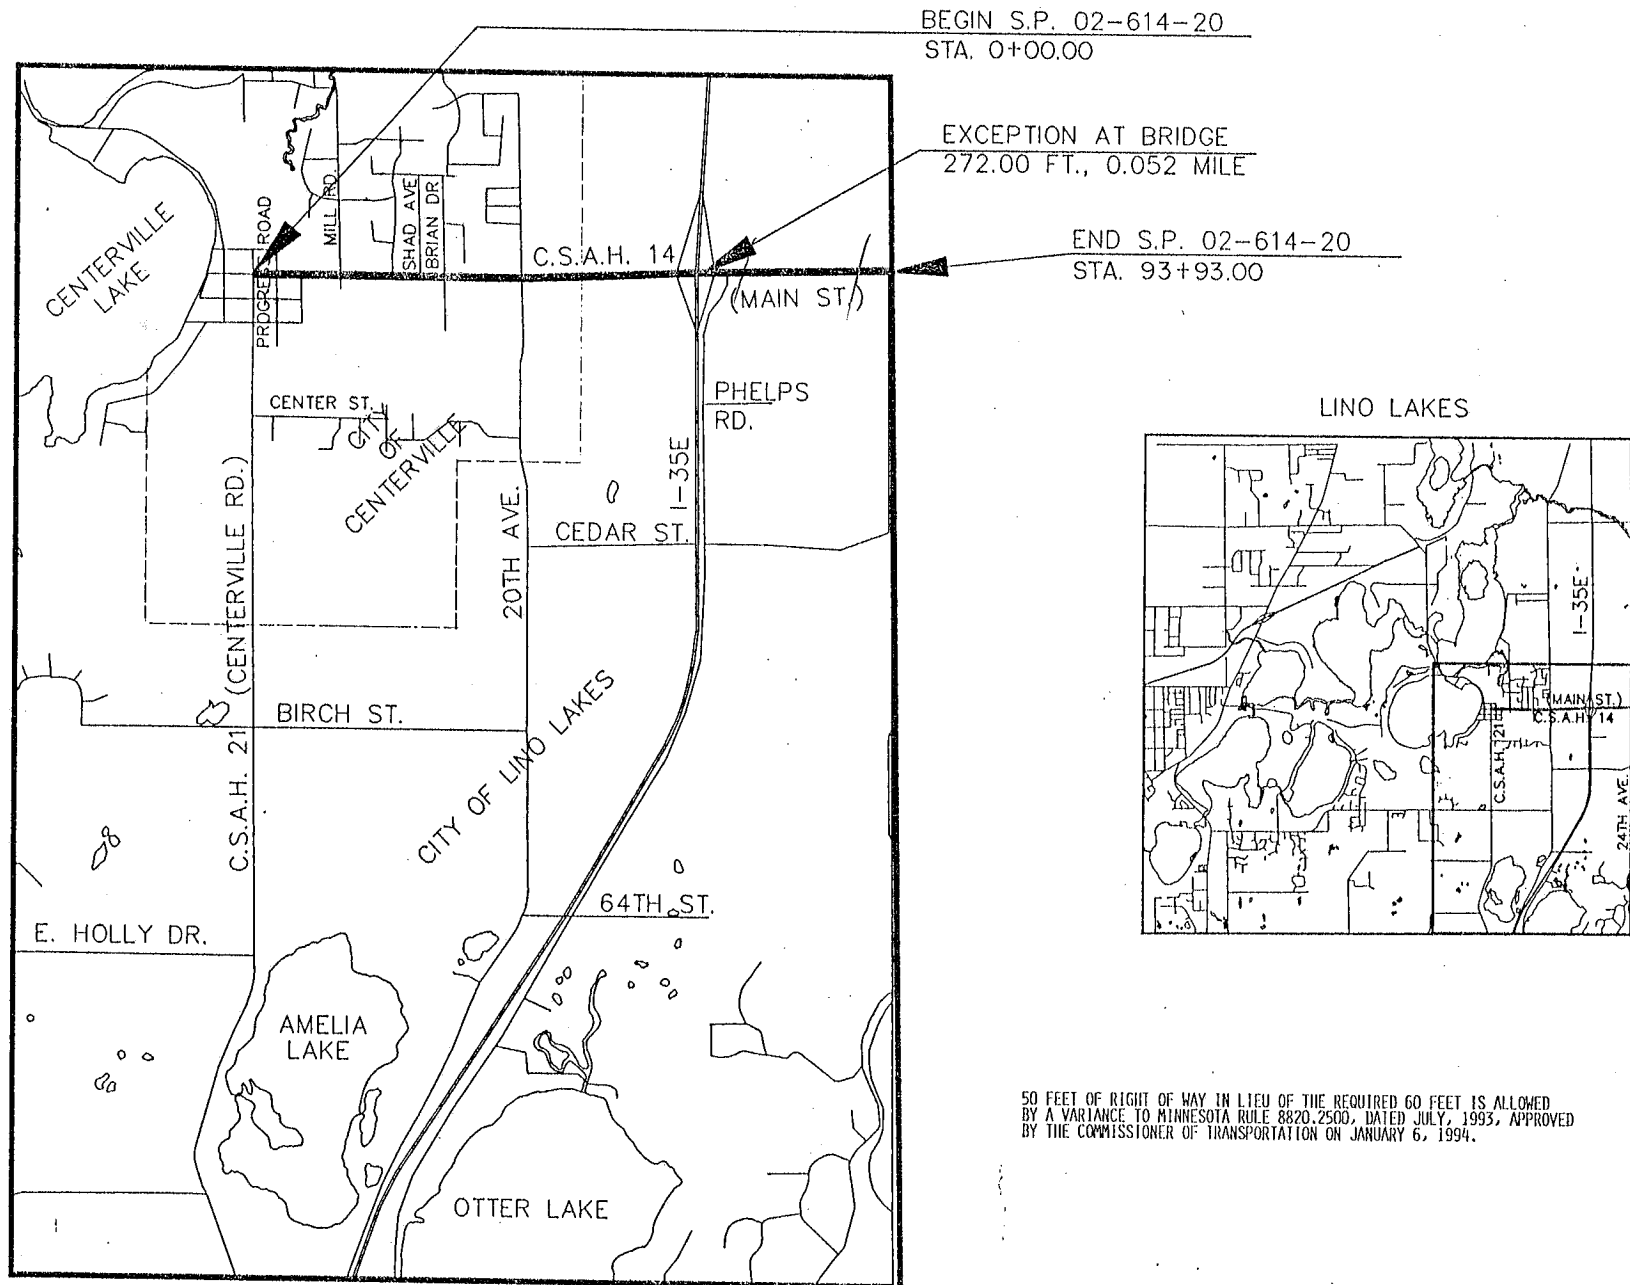 BEGIN S.P. 02-614-20
STA. 0+00.00
EXCEPTION AT BRIDGE
272.00 FT., 0.052 MILE
END S.P. 02-614-20
STA. 93+93.00
CENTERVILLE
LAKE
PROGRESS ROAD
MILL RD.
SHAD AVE
BRIAN DR
C.S.A.H. 14
(MAIN ST.)
CENTER ST.
CITY
OF
CENTERVILLE
PHELPS
RD.
I-35E
20TH AVE.
CEDAR ST.
C.S.A.H. 21 (CENTERVILLE RD.)
BIRCH ST.
CITY OF LINO LAKES
64TH ST.
E. HOLLY DR.
AMELIA
LAKE
OTTER LAKE
LINO LAKES
I-35E
(MAIN ST.)
C.S.A.H. 14
C.S.A.H. 21
24TH AVE.
50 FEET OF RIGHT OF WAY IN LIEU OF THE REQUIRED 60 FEET IS ALLOWED
BY A VARIANCE TO MINNESOTA RULE 8820.2500, DATED JULY, 1993, APPROVED
BY THE COMMISSIONER OF TRANSPORTATION ON JANUARY 6, 1994.